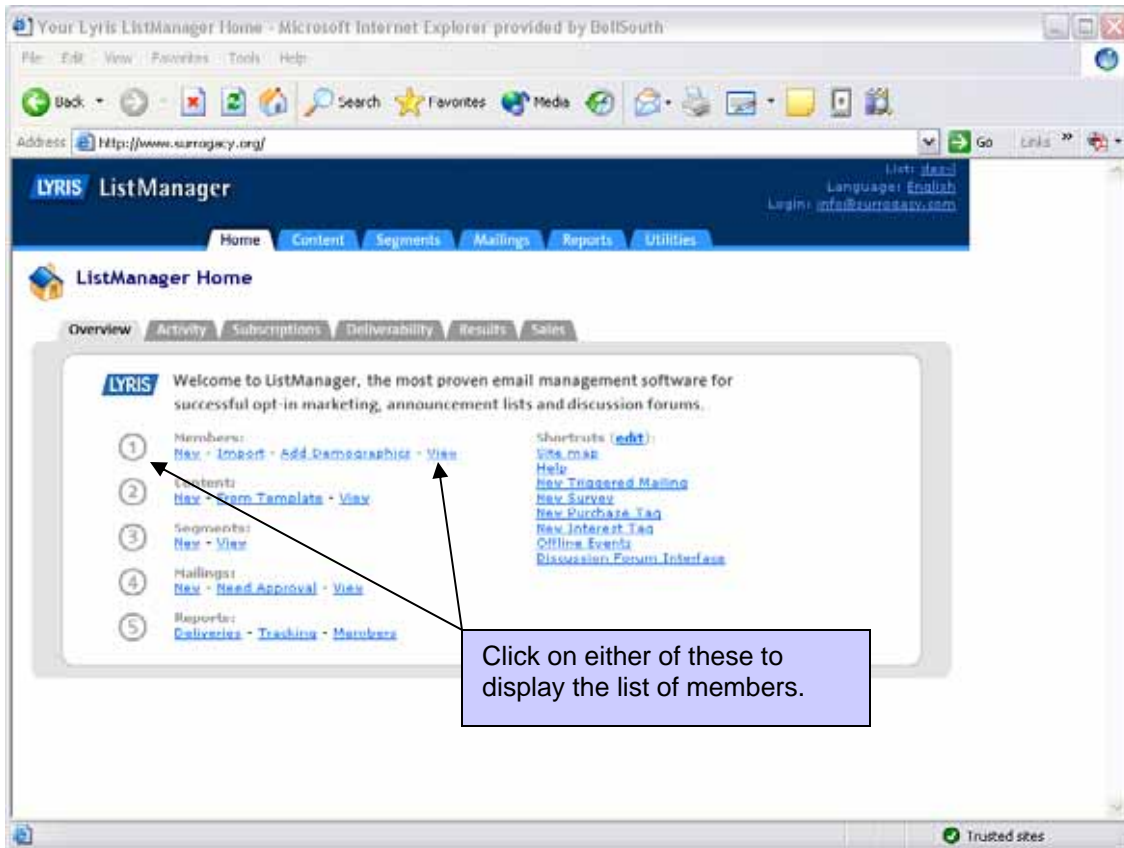 Your Lyris ListManager Home - Microsoft Internet Explorer provided by BellSouth
File Edit View Favorites Tools Help
Back Search Favorites Media
Address http://www.surrogacy.org/ Go Links »
LYRIS ListManager
List: des-l
Language: English
Login: info@surrogacy.com
Home Content Segments Mailings Reports Utilities
ListManager Home
Overview Activity Subscriptions Deliverability Results Sales
LYRIS Welcome to ListManager, the most proven email management software for
successful opt-in marketing, announcement lists and discussion forums.
1 Members:
New - Import - Add Demographics - View
2 Content:
New - From Template - View
3 Segments:
New - View
4 Mailings:
New - Need Approval - View
5 Reports:
Deliveries - Tracking - Members
Shortcuts (edit):
Site map
Help
New Triggered Mailing
New Survey
New Purchase Tag
New Interest Tag
Offline Events
Discussion Forum Interface
Click on either of these to
display the list of members.
Trusted sites